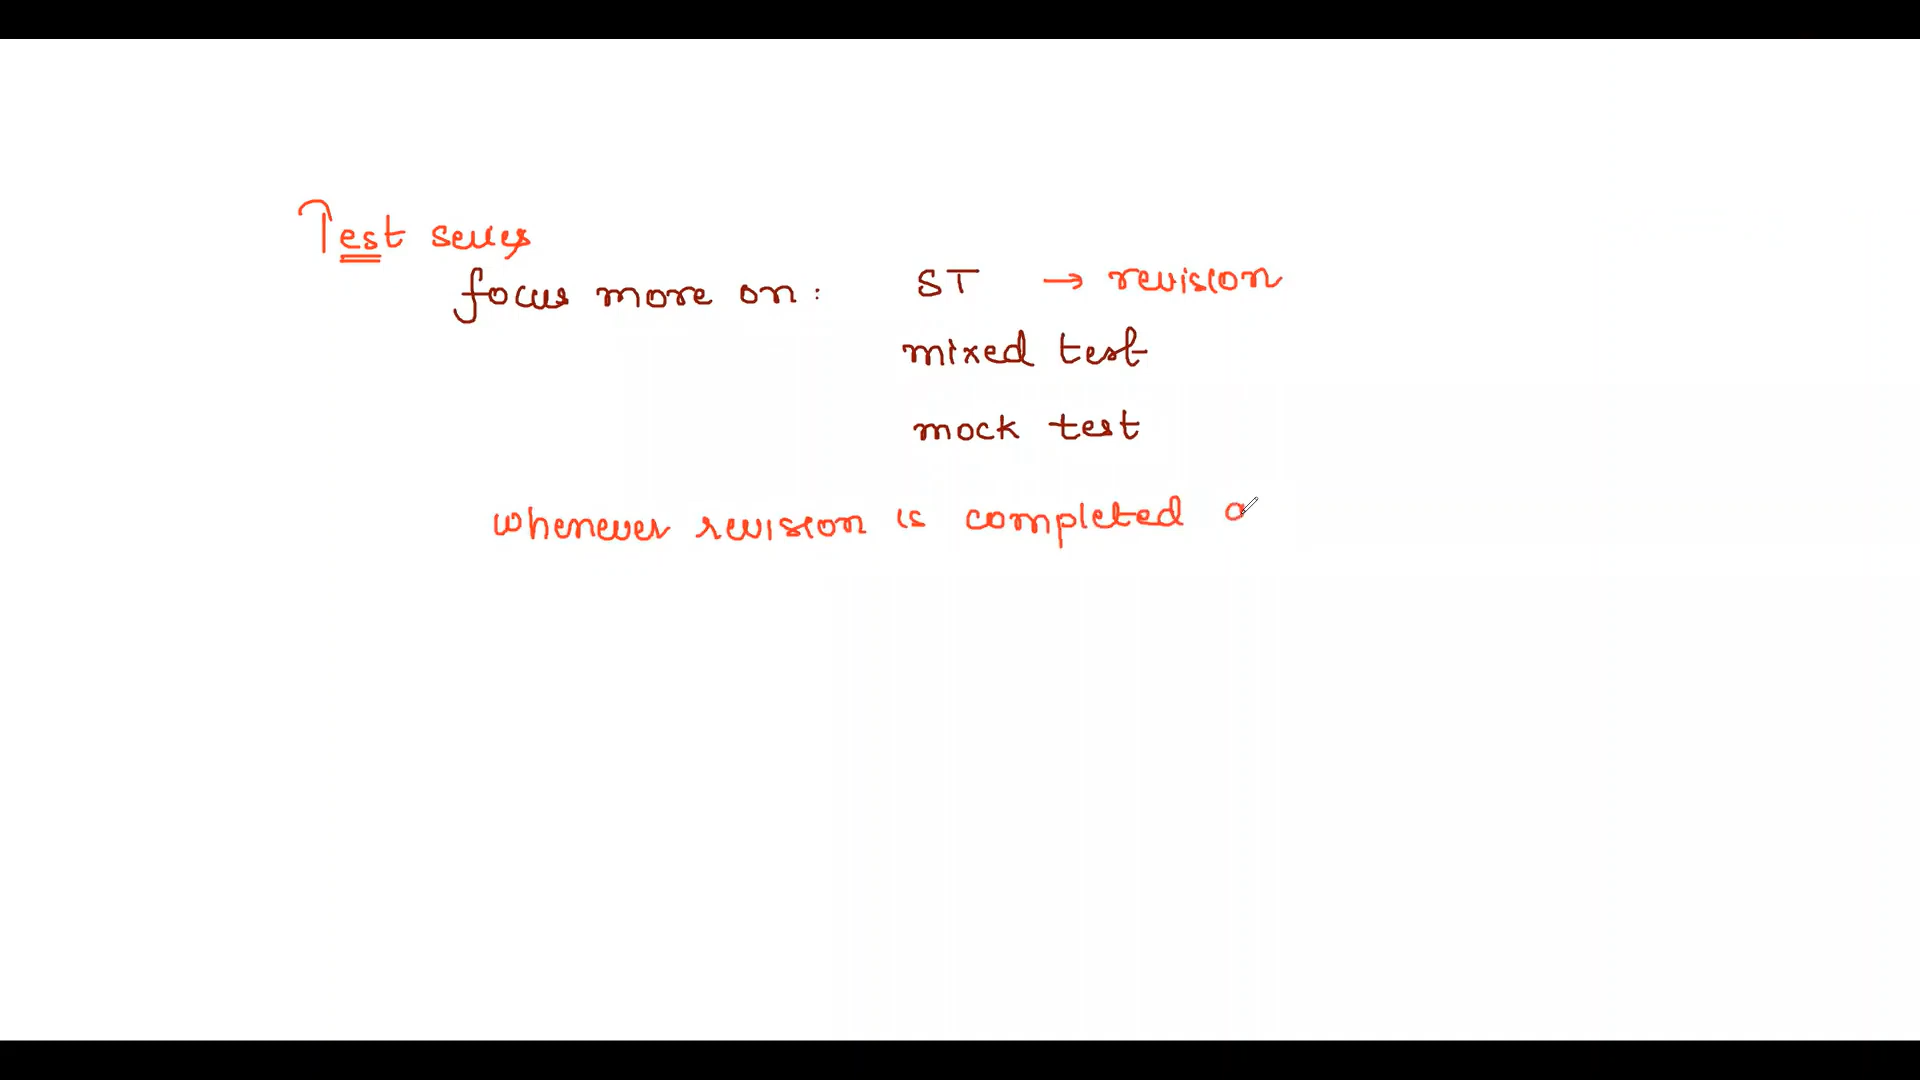 Test series
focus more on : ST → revision
mixed test
mock test
whenever revision is completed